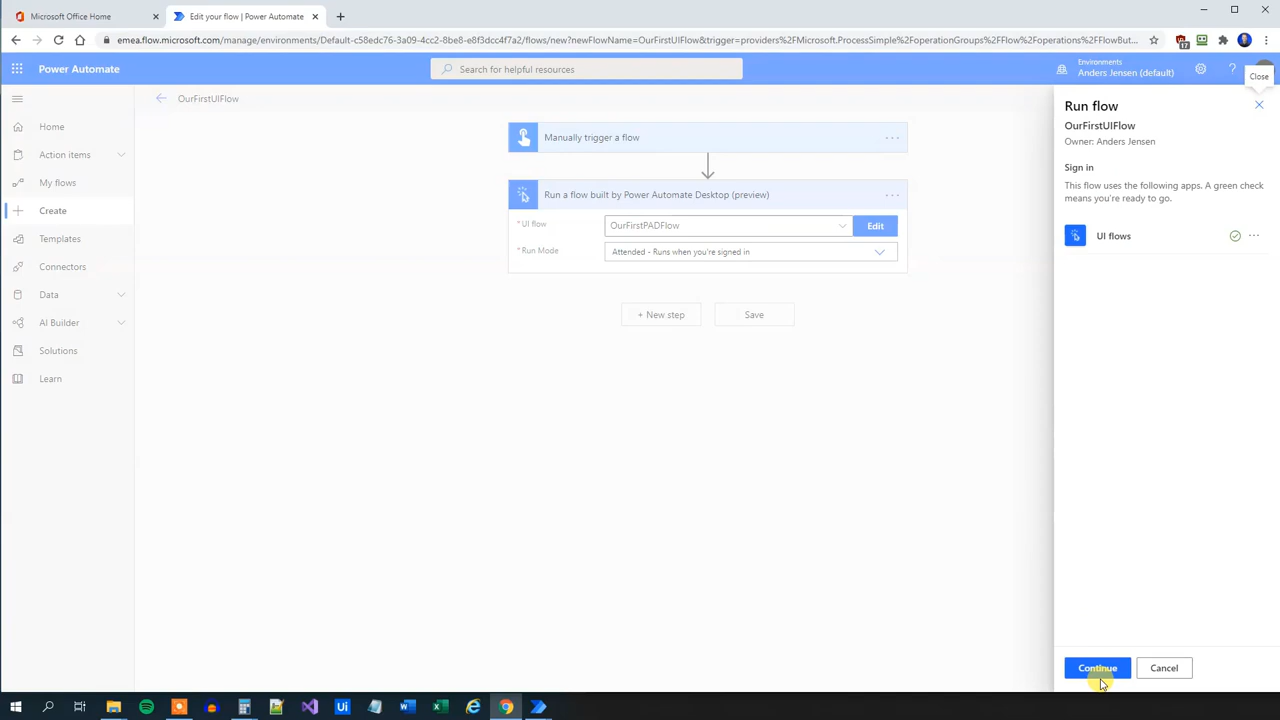 Microsoft Office Home
Edit your flow | Power Automate
emea.flow.microsoft.com/manage/environments/Default-c58edc76-3a09-4cc2-8be8-e8f3dcc4f7a2/flows/new?newFlowName=OurFirstUIFlow&trigger=providers%2FMicrosoft.ProcessSimple%2FoperationGroups%2FFlow%2Foperations%2FFlowBut...
17
Power Automate
Search for helpful resources
Environments
Anders Jensen (default)
?
Close
OurFirstUIFlow
Home
Action items
My flows
Create
Templates
Connectors
Data
AI Builder
Solutions
Learn
Manually trigger a flow
Run a flow built by Power Automate Desktop (preview)
* UI flow
OurFirstPADFlow
Edit
* Run Mode
Attended - Runs when you're signed in
+ New step
Save
Run flow
OurFirstUIFlow
Owner: Anders Jensen
Sign in
This flow uses the following apps. A green check
means you're ready to go.
UI flows
Continue
Cancel